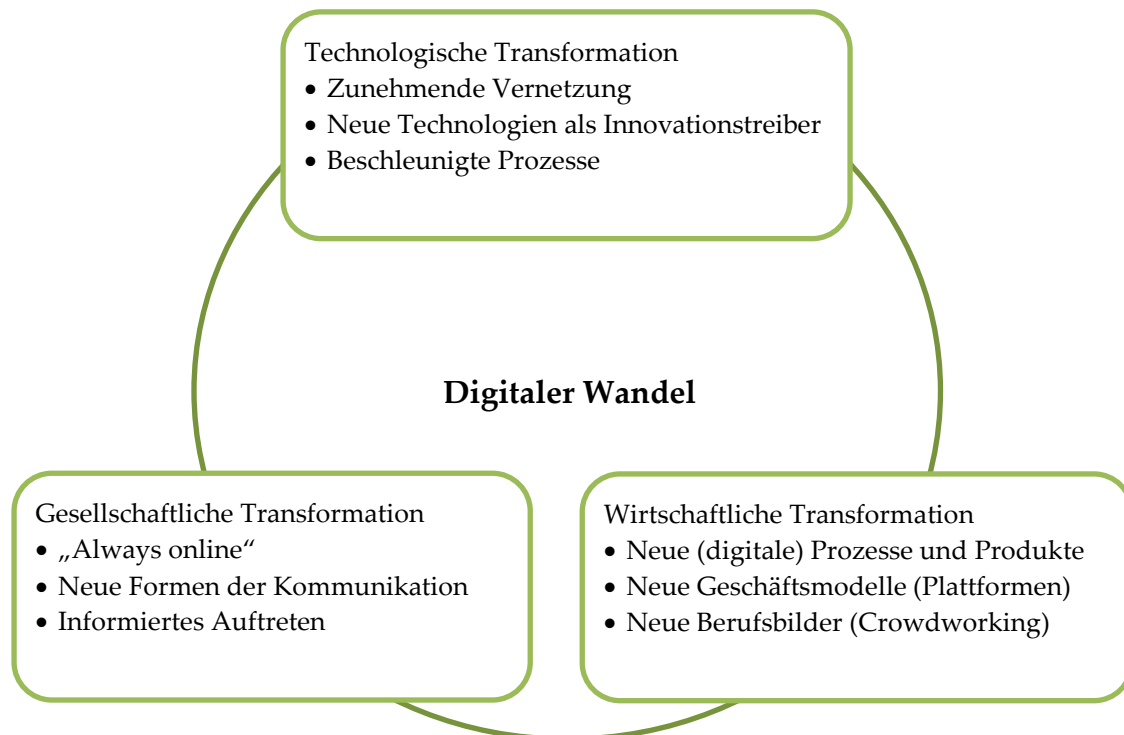 Technologische Transformation
• Zunehmende Vernetzung
• Neue Technologien als Innovationstreiber
• Beschleunigte Prozesse
Digitaler Wandel
Gesellschaftliche Transformation
• „Always online“
• Neue Formen der Kommunikation
• Informiertes Auftreten
Wirtschaftliche Transformation
• Neue (digitale) Prozesse und Produkte
• Neue Geschäftsmodelle (Plattformen)
• Neue Berufsbilder (Crowdworking)